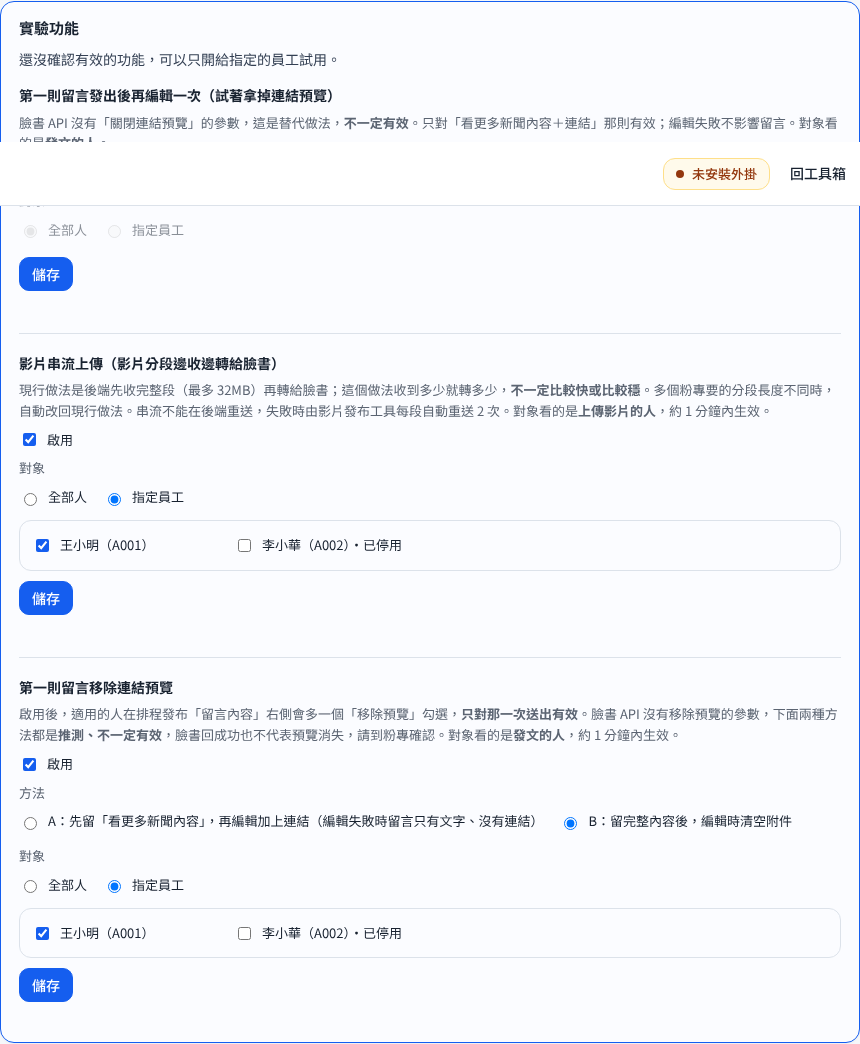 實驗功能
還沒確認有效的功能，可以只開給指定的員工試用。
第一則留言發出後再編輯一次（試著拿掉連結預覽）
臉書 API 沒有「關閉連結預覽」的參數，這是替代做法，不一定有效。只對「看更多新聞內容＋連結」那則有效；編輯失敗不影響留言。對象看
的是發文的人。
未安裝外掛
回工具箱
全部人 指定員工
儲存
影片串流上傳（影片分段邊收邊轉給臉書）
現行做法是後端先收完整段（最多 32MB）再轉給臉書；這個做法收到多少就轉多少，不一定比較快或比較穩。多個粉專要的分段長度不同時，
自動改回現行做法。串流不能在後端重送，失敗時由影片發布工具每段自動重送 2 次。對象看的是上傳影片的人，約 1 分鐘內生效。
啟用
對象
全部人 指定員工
王小明（A001） 李小華（A002）・已停用
儲存
第一則留言移除連結預覽
啟用後，適用的人在排程發布「留言內容」右側會多一個「移除預覽」勾選，只對那一次送出有效。臉書 API 沒有移除預覽的參數，下面兩種方
法都是推測、不一定有效，臉書回成功也不代表預覽消失，請到粉專確認。對象看的是發文的人，約 1 分鐘內生效。
啟用
方法
A：先留「看更多新聞內容」，再編輯加上連結（編輯失敗時留言只有文字、沒有連結） B：留完整內容後，編輯時清空附件
對象
全部人 指定員工
王小明（A001） 李小華（A002）・已停用
儲存